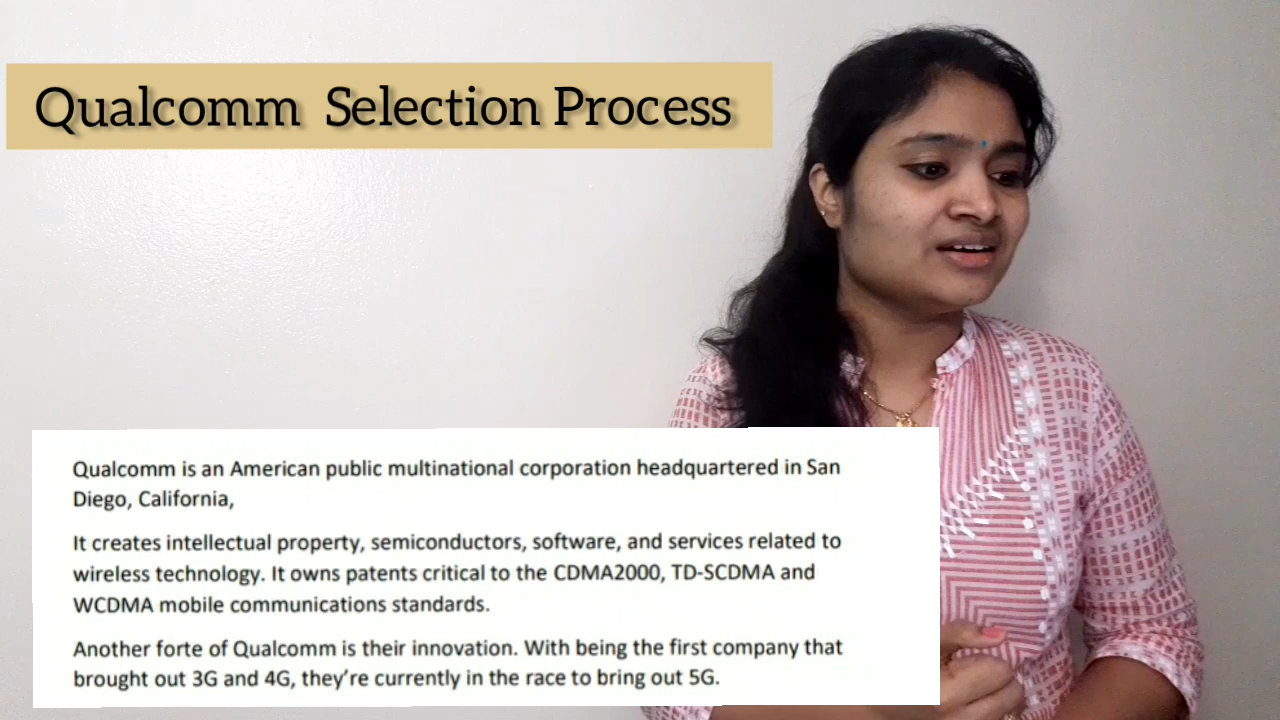 Qualcomm Selection Process
Qualcomm is an American public multinational corporation headquartered in San
Diego, California,
It creates intellectual property, semiconductors, software, and services related to
wireless technology. It owns patents critical to the CDMA2000, TD-SCDMA and
WCDMA mobile communications standards.
Another forte of Qualcomm is their innovation. With being the first company that
brought out 3G and 4G, they're currently in the race to bring out 5G.